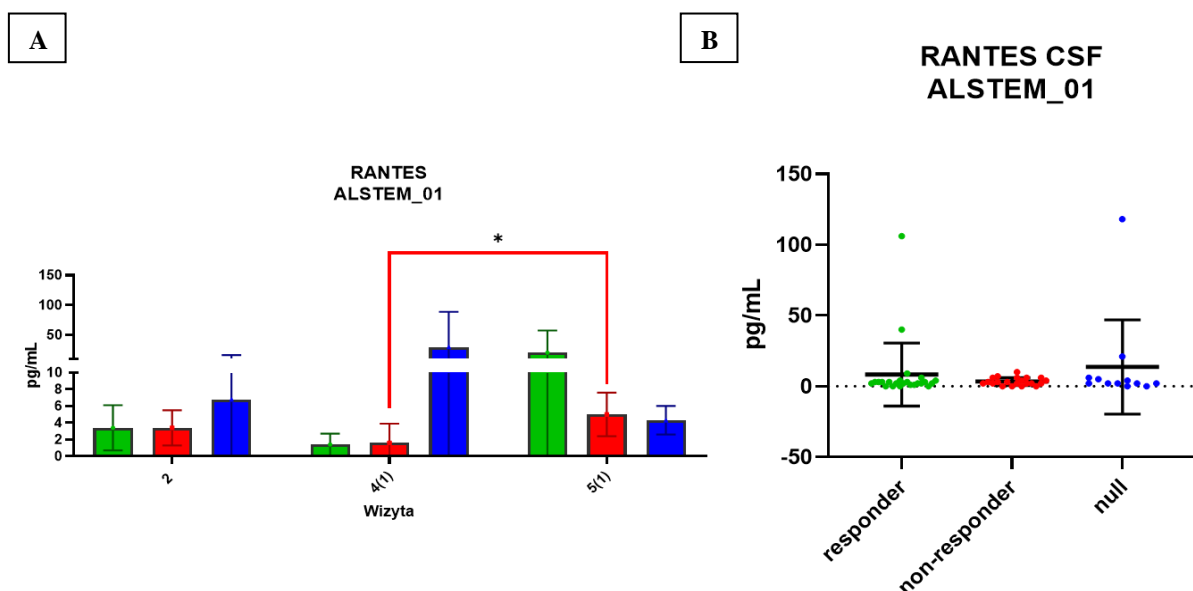 A
RANTES
ALSTEM_01
*
150
100
50
10
8
6
4
2
0
pg/mL
2
4(1)
5(1)
Wizyta
B
RANTES CSF
ALSTEM_01
150
100
50
0
-50
pg/mL
responder
non-responder
null